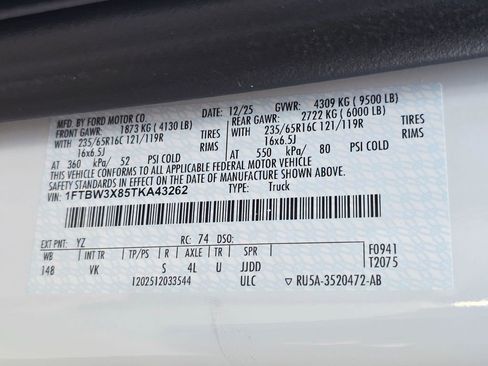 MFD. BY FORD MOTOR CO.
DATE: 12/25 GVWR: 4309 KG ( 9500 LB)
FRONT GAWR: 1873 KG ( 4130 LB) REAR GAWR: 2722 KG ( 6000 LB)
WITH 235/65R16C 121/119R TIRES WITH 235/65R16C 121/119R TIRES
16x6.5J RIMS 16x6.5J RIMS
AT 360 kPa/ 52 PSI COLD AT 550 kPa/ 80 PSI COLD
THIS VEHICLE CONFORMS TO ALL APPLICABLE FEDERAL MOTOR VEHICLE
SAFETY STANDARDS IN EFFECT ON THE DATE OF MANUFACTURE SHOWN ABOVE.
VIN: 1FTBW3X85TKA43262 TYPE: Truck
EXT PNT: YZ RC: 74 DSO: F0941
WB INT TR TP/PS R AXLE TR SPR T2075
148 VK S 4L U JJDD
1202512033544 ULC RU5A-3520472-AB